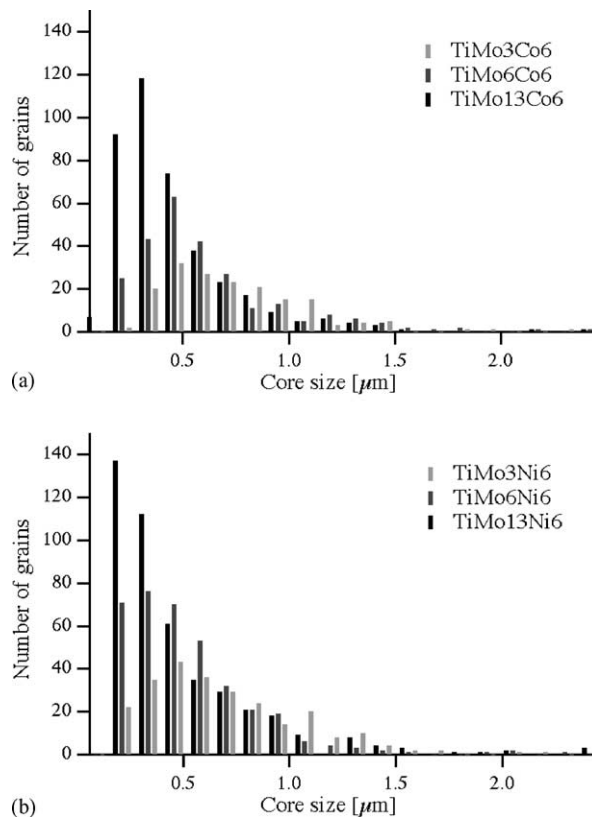 140
120
100
80
60
40
20
0
Number of grains
TiMo3Co6
TiMo6Co6
TiMo13Co6
0.5 1.0 1.5 2.0
Core size [μm]
(a)
140
120
100
80
60
40
20
0
Number of grains
TiMo3Ni6
TiMo6Ni6
TiMo13Ni6
0.5 1.0 1.5 2.0
Core size [μm]
(b)